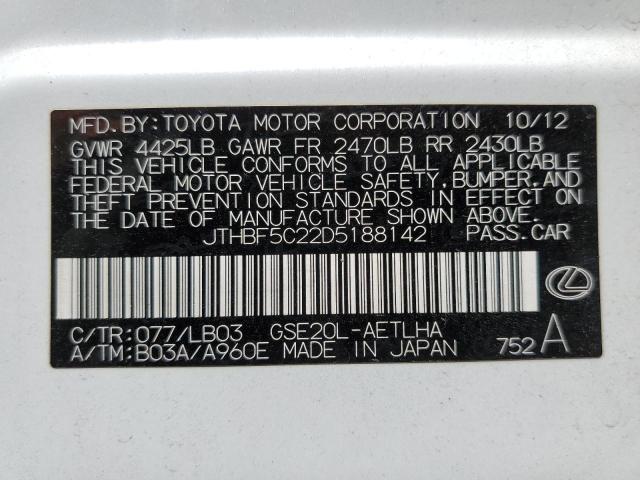 MFD. BY: TOYOTA MOTOR CORPORATION 10/12
GVWR 4425LB GAWR FR 2470LB RR 2430LB
THIS VEHICLE CONFORMS TO ALL APPLICABLE
FEDERAL MOTOR VEHICLE SAFETY, BUMPER, AND
THEFT PREVENTION STANDARDS IN EFFECT ON
THE DATE OF MANUFACTURE SHOWN ABOVE.
JTHBF5C22D5188142 PASS. CAR
C/TR: 077/LB03 GSE20L-AETLHA
A/TM: B03A/A960E MADE IN JAPAN 752 A